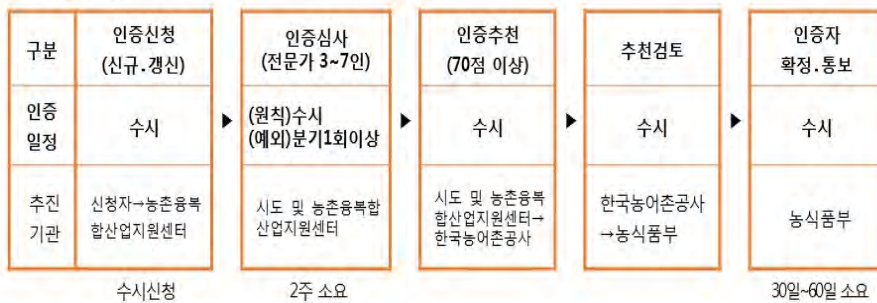 구분
인증신청
(신규.갱신)
인증심사
(전문가 3~7인)
인증추천
(70점 이상)
추천검토
인증자
확정.통보
인증
일정
수시
(원칙)수시
(예외)분기1회이상
수시
수시
수시
추진
기관
신청자→농촌융복
합산업지원센터
시도 및 농촌융복합
산업지원센터
시도 및 농촌융복
합산업지원센터→
한국농어촌공사
한국농어촌공사
→농식품부
농식품부
수시신청
2주 소요
30일~60일 소요